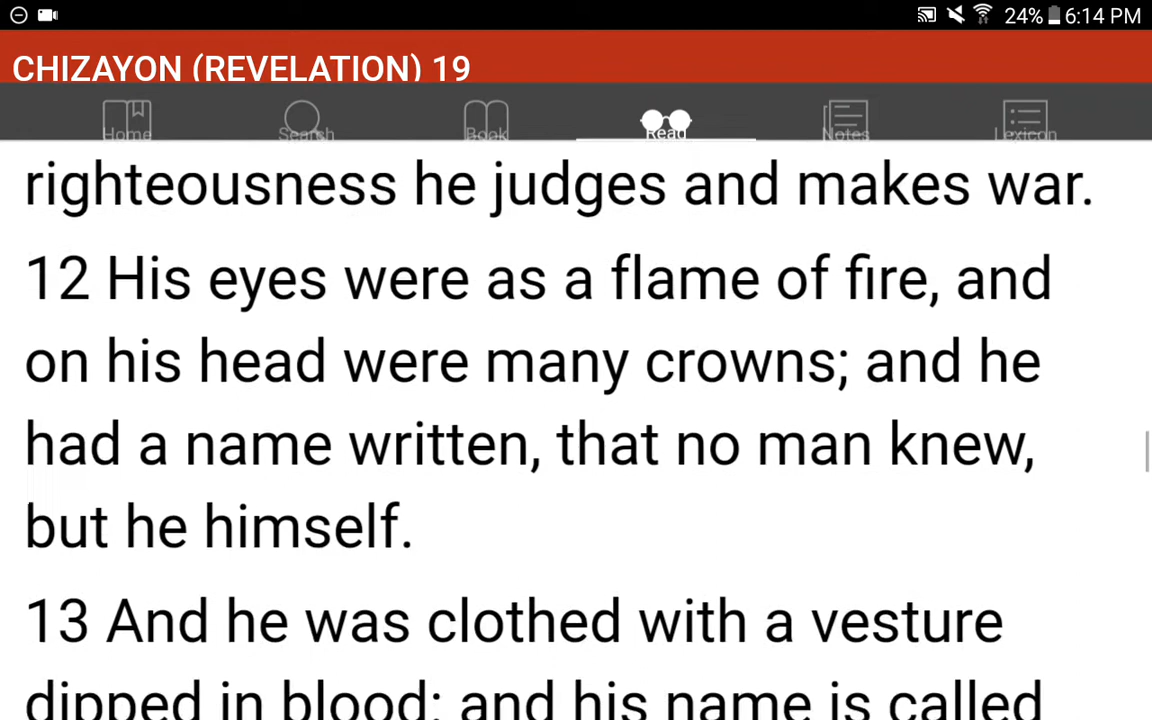 24% 6:14 PM
CHIZAYON (REVELATION) 19
Home Search Book Read Notes Lexicon
righteousness he judges and makes war.
12 His eyes were as a flame of fire, and
on his head were many crowns; and he
had a name written, that no man knew,
but he himself.
13 And he was clothed with a vesture
dipped in blood: and his name is called